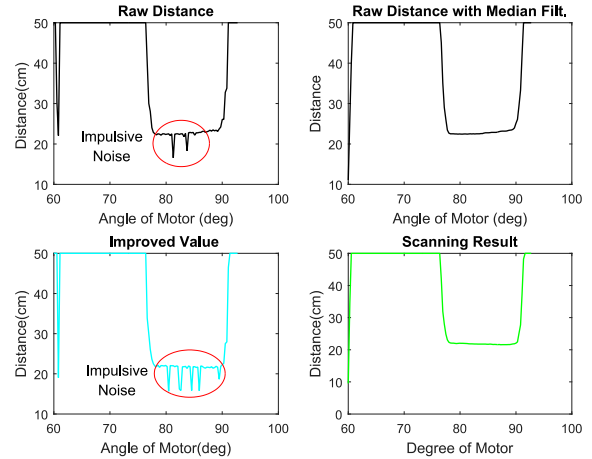 Raw Distance
50
40
30
20
10
60
70
80
90
100
Distance(cm)
Angle of Motor (deg)
Impulsive
Noise
Raw Distance with Median Filt.
50
40
30
20
10
60
70
80
90
100
Distance
Angle of Motor (deg)
Improved Value
50
40
30
20
10
60
70
80
90
100
Distance(cm)
Angle of Motor(deg)
Impulsive
Noise
Scanning Result
50
40
30
20
10
0
60
70
80
90
100
Distance(cm)
Degree of Motor